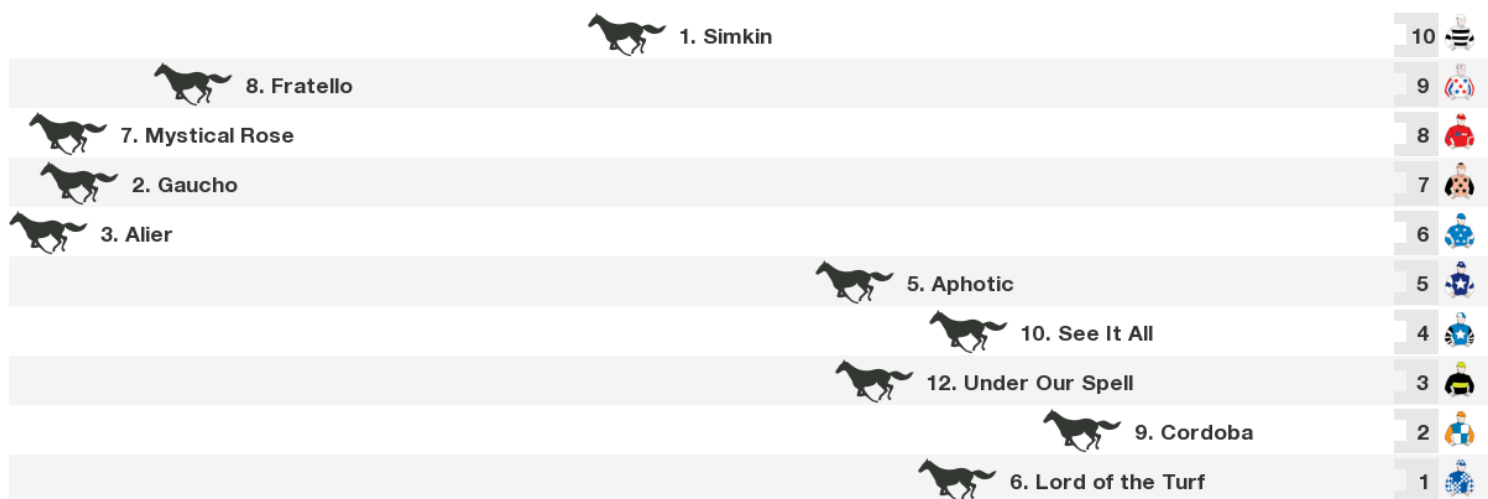 1. Simkin 10
8. Fratello 9
7. Mystical Rose 8
2. Gaucho 7
3. Alier 6
5. Aphotic 5
10. See It All 4
12. Under Our Spell 3
9. Cordoba 2
6. Lord of the Turf 1